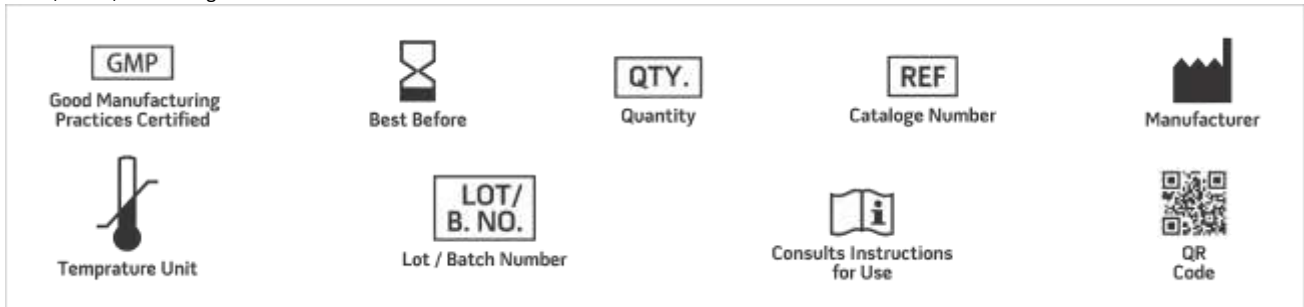 GMP
Good Manufacturing
Practices Certified
Best Before
QTY.
Quantity
REF
Cataloge Number
Manufacturer
Temprature Unit
LOT/
B. NO.
Lot / Batch Number
i
Consults Instructions
for Use
QR
Code